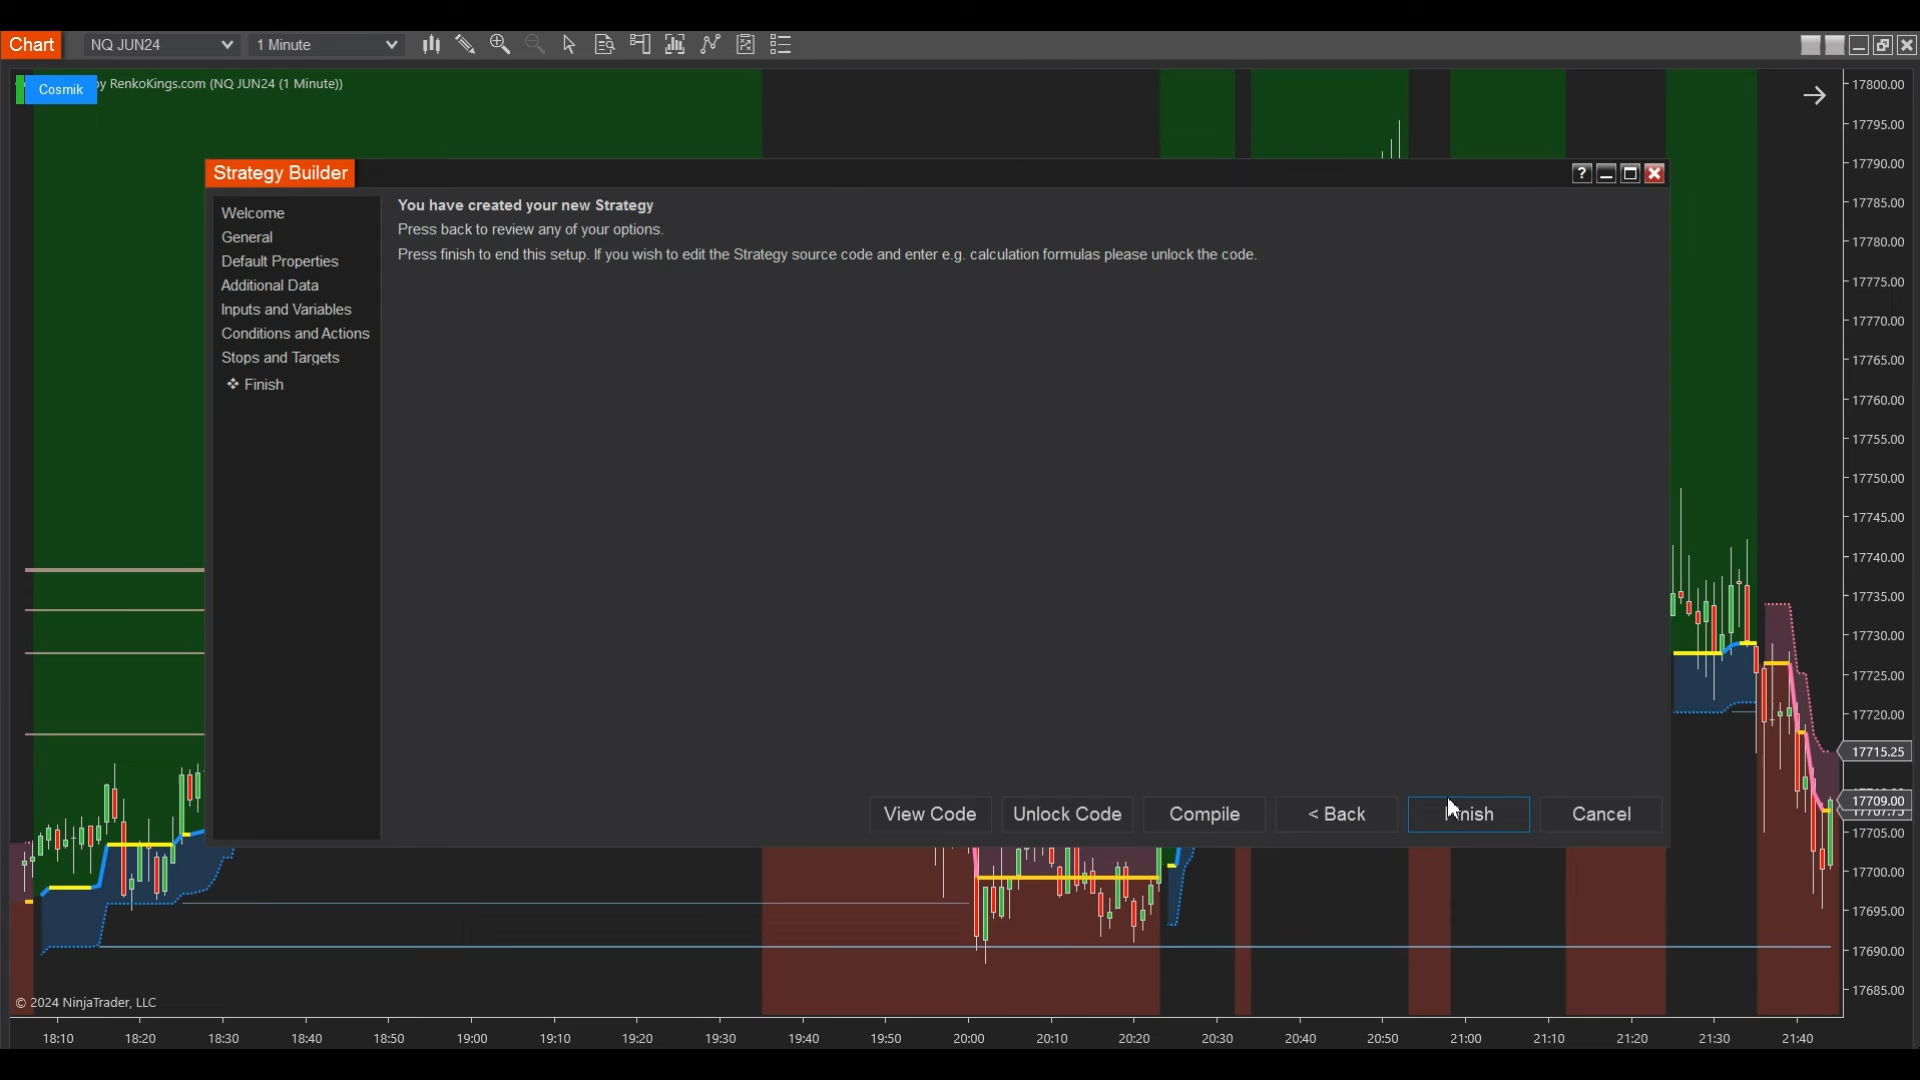 Chart
NQ JUN24
1 Minute
Cosmik
by RenkoKings.com (NQ JUN24 (1 Minute))
Strategy Builder
?
Welcome
General
Default Properties
Additional Data
Inputs and Variables
Conditions and Actions
Stops and Targets
Finish
You have created your new Strategy
Press back to review any of your options.
Press finish to end this setup. If you wish to edit the Strategy source code and enter e.g. calculation formulas please unlock the code.
View Code
Unlock Code
Compile
< Back
Finish
Cancel
17800.00
17795.00
17790.00
17785.00
17780.00
17775.00
17770.00
17765.00
17760.00
17755.00
17750.00
17745.00
17740.00
17735.00
17730.00
17725.00
17720.00
17715.25
17709.00
17705.00
17700.00
17695.00
17690.00
17685.00
© 2024 NinjaTrader, LLC
18:10 18:20 18:30 18:40 18:50 19:00 19:10 19:20 19:30 19:40 19:50 20:00 20:10 20:20 20:30 20:40 20:50 21:00 21:10 21:20 21:30 21:40